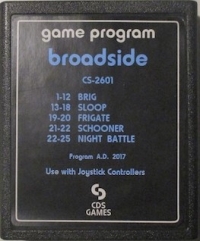 game program
broadside
CS-2601
1-12 BRIG
13-18 SLOOP
19-20 FRIGATE
21-22 SCHOONER
22-25 NIGHT BATTLE
Program A.D. 2017
Use with Joystick Controllers
CDS
GAMES